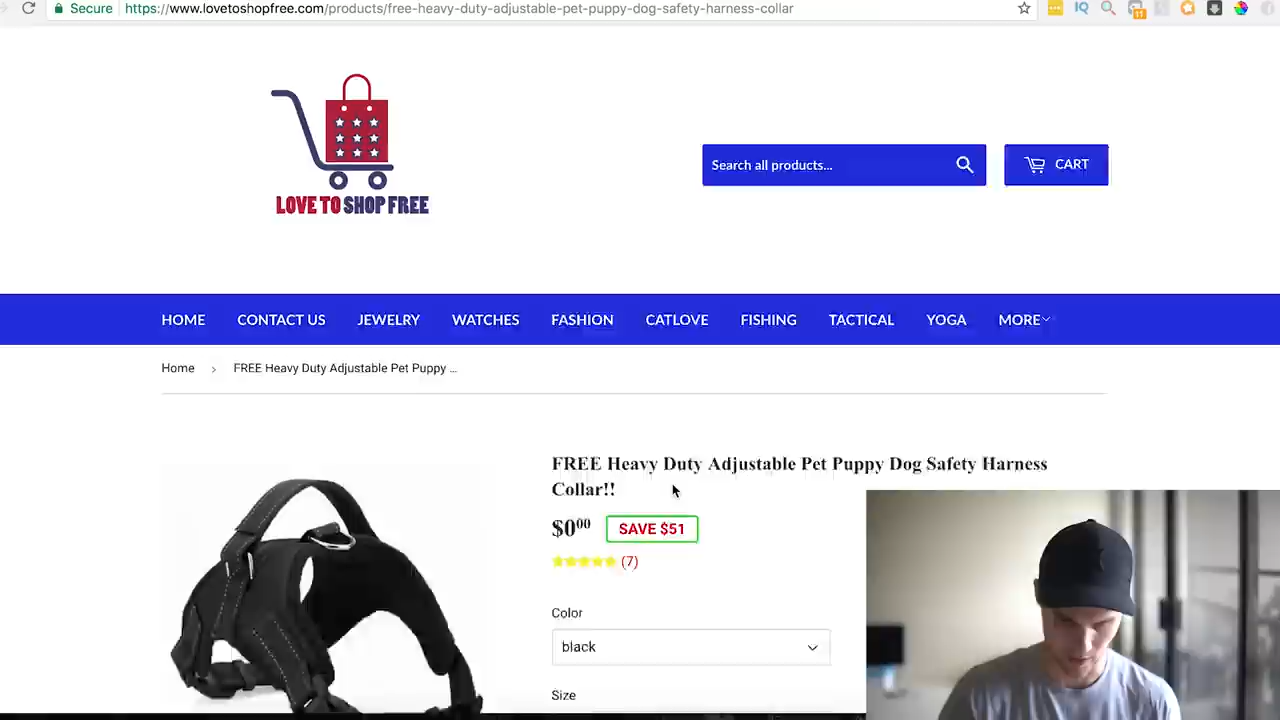 Secure https://www.lovetoshopfree.com/products/free-heavy-duty-adjustable-pet-puppy-dog-safety-harness-collar
11
LOVE TO SHOP FREE
Search all products...
CART
HOME CONTACT US JEWELRY WATCHES FASHION CATLOVE FISHING TACTICAL YOGA MORE
Home › FREE Heavy Duty Adjustable Pet Puppy ...
FREE Heavy Duty Adjustable Pet Puppy Dog Safety Harness
Collar!!
$0.00 SAVE $51
(7)
Color
black
Size